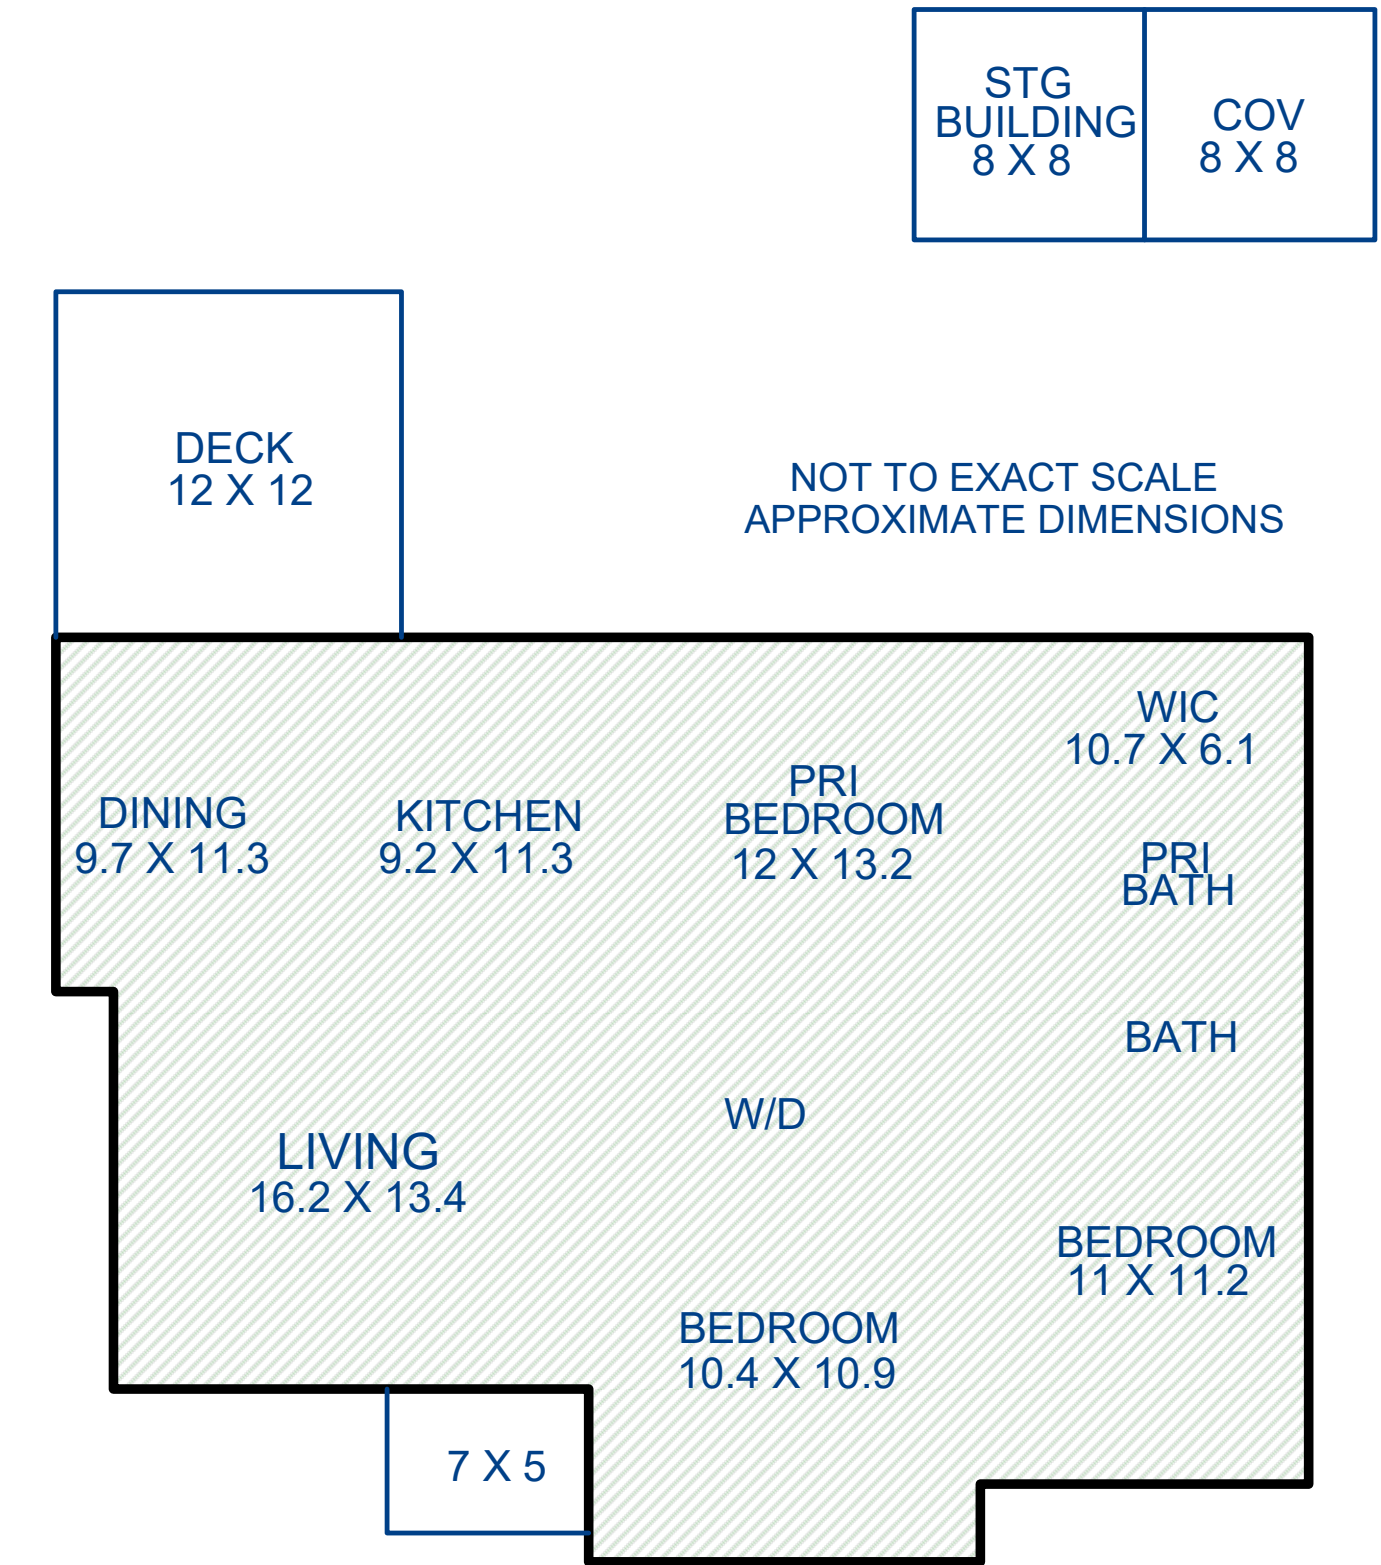 STG
BUILDING
8 X 8
COV
8 X 8
DECK
12 X 12
NOT TO EXACT SCALE
APPROXIMATE DIMENSIONS
WIC
10.7 X 6.1
PRI
BEDROOM
12 X 13.2
DINING
9.7 X 11.3
KITCHEN
9.2 X 11.3
PRI
BATH
BATH
W/D
LIVING
16.2 X 13.4
BEDROOM
11 X 11.2
BEDROOM
10.4 X 10.9
7 X 5